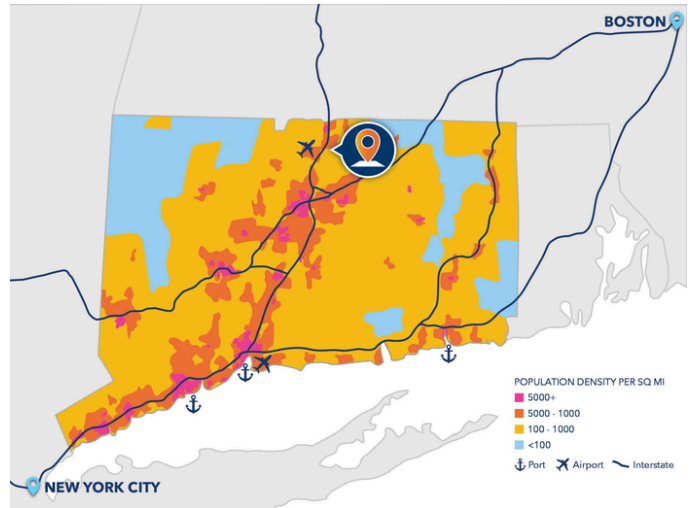 BOSTON
POPULATION DENSITY PER SQ MI
5000+
5000 - 1000
100 - 1000
<100
Port Airport Interstate
NEW YORK CITY